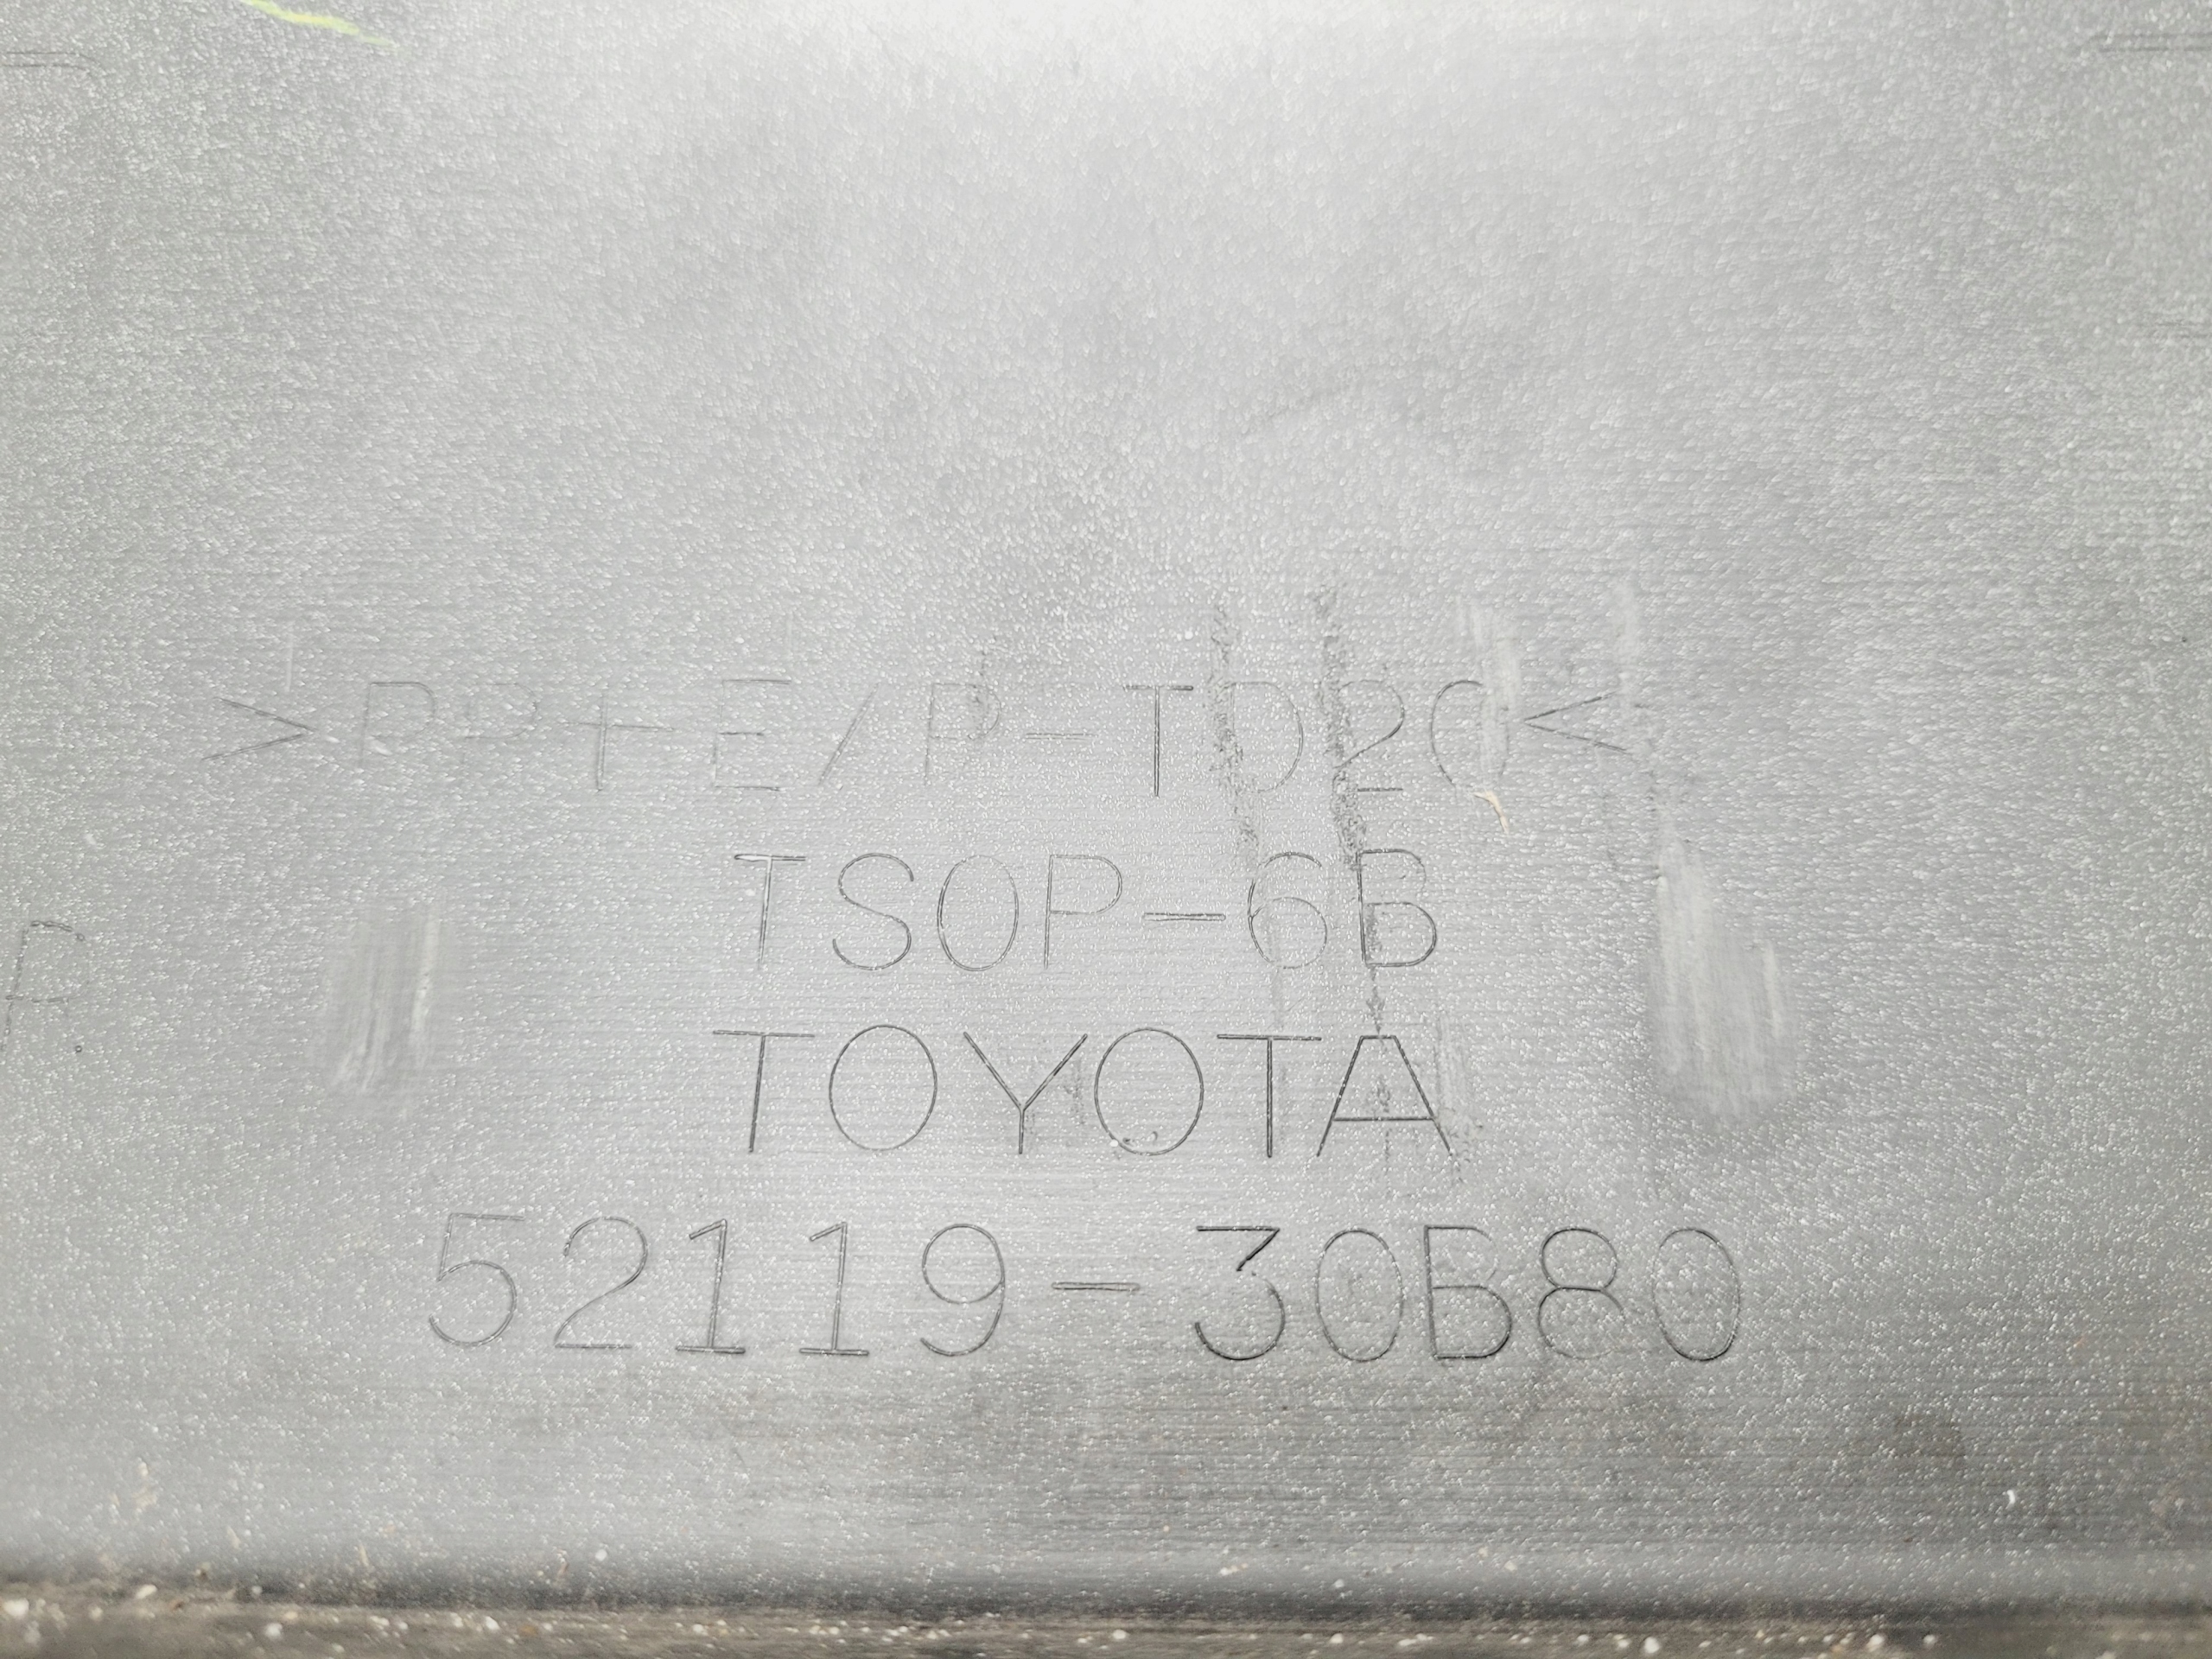 >PP+E/P-TD20<
TSOP-6B
TOYOTA
52119-30B80